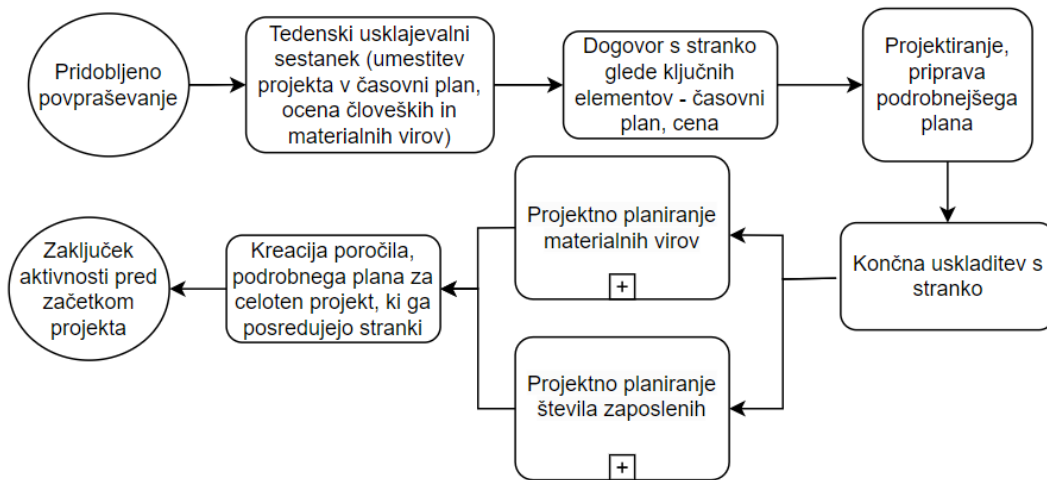 Pridobljeno
povpraševanje
Tedenski usklajevalni
sestanek (umestitev
projekta v časovni plan,
ocena človeških in
materialnih virov)
Dogovor s stranko
glede ključnih
elementov - časovni
plan, cena
Projektiranje,
priprava
podrobnejšega
plana
Končna uskladitev s
stranko
Projektno planiranje
materialnih virov
+
Projektno planiranje
števila zaposlenih
+
Kreacija poročila,
podrobnega plana za
celoten projekt, ki ga
posredujejo stranki
Zaključek
aktivnosti pred
začetkom
projekta